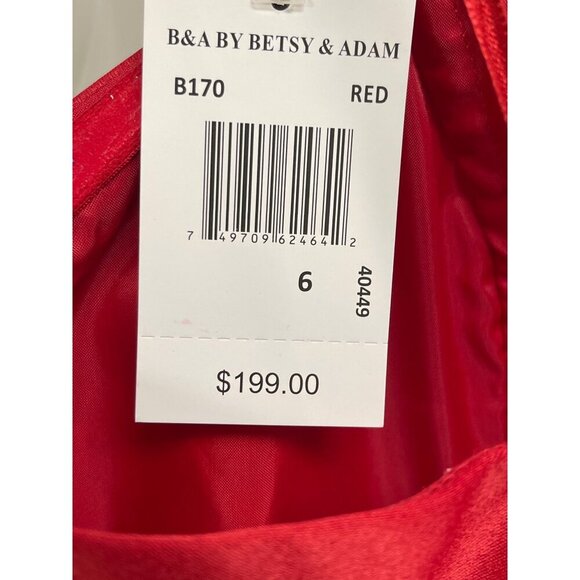 B&A BY BETSY & ADAM
B170 RED
7 49709 62464 2
6
40449
$199.00